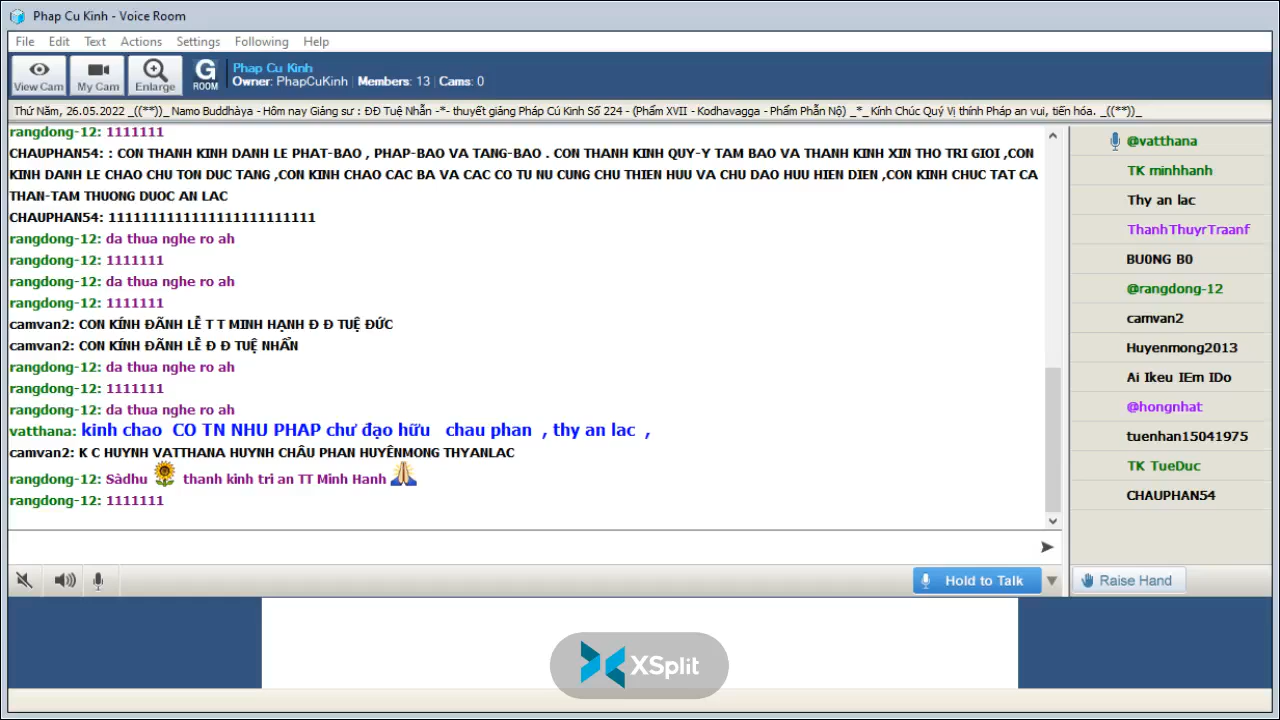 Phap Cu Kinh - Voice Room
File Edit Text Actions Settings Following Help
View Cam My Cam Enlarge G ROOM
Phap Cu Kinh
Owner: PhapCuKinh | Members: 13 | Cams: 0
Thứ Năm, 26.05.2022 _((**))_ Namo Buddhàya - Hôm nay Giảng sư : ĐĐ Tuệ Nhẫn -*- thuyết giảng Pháp Cú Kinh Số 224 - (Phẩm XVII - Kodhavagga - Phẩm Phẫn Nộ) _*_ Kính Chúc Quý Vị thính Pháp an vui, tiến hóa. _((**))_
rangdong-12: 1111111
CHAUPHAN54: : CON THANH KINH DANH LE PHAT-BAO , PHAP-BAO VA TANG-BAO . CON THANH KINH QUY-Y TAM BAO VA THANH KINH XIN THO TRI GIOI ,CON
KINH DANH LE CHAO CHU TON DUC TANG ,CON KINH CHAO CAC BA VA CAC CO TU NU CUNG CHU THIEN HUU VA CHU DAO HUU HIEN DIEN ,CON KINH CHUC TAT CA
THAN-TAM THUONG DUOC AN LAC
CHAUPHAN54: 1111111111111111111111111
rangdong-12: da thua nghe ro ah
rangdong-12: 1111111
rangdong-12: da thua nghe ro ah
rangdong-12: 1111111
camvan2: CON KÍNH ĐÃNH LỄ T T MINH HẠNH Đ Đ TUỆ ĐỨC
camvan2: CON KÍNH ĐÃNH LỄ Đ Đ TUỆ NHẨN
rangdong-12: da thua nghe ro ah
rangdong-12: 1111111
rangdong-12: da thua nghe ro ah
vatthana: kinh chao CO TN NHU PHAP chư đạo hữu chau phan , thy an lac ,
camvan2: K C HUYNH VATTHANA HUYNH CHÂU PHAN HUYÊNMONG THYANLAC
rangdong-12: Sàdhu 🌻 thanh kinh tri an TT Minh Hanh 🙏
rangdong-12: 1111111
@vatthana
TK minhhanh
Thy an lac
ThanhThuyrTraanf
BU0NG B0
@rangdong-12
camvan2
Huyenmong2013
Ai Ikeu IEm IDo
@hongnhat
tuenhan15041975
TK TueDuc
CHAUPHAN54
Hold to Talk
Raise Hand
XSplit